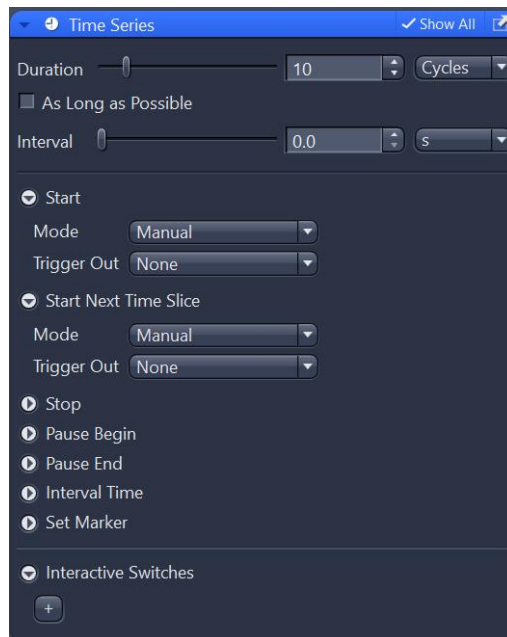 Time Series Show All
Duration 10 Cycles
As Long as Possible
Interval 0.0 s
Start
Mode Manual
Trigger Out None
Start Next Time Slice
Mode Manual
Trigger Out None
Stop
Pause Begin
Pause End
Interval Time
Set Marker
Interactive Switches
+